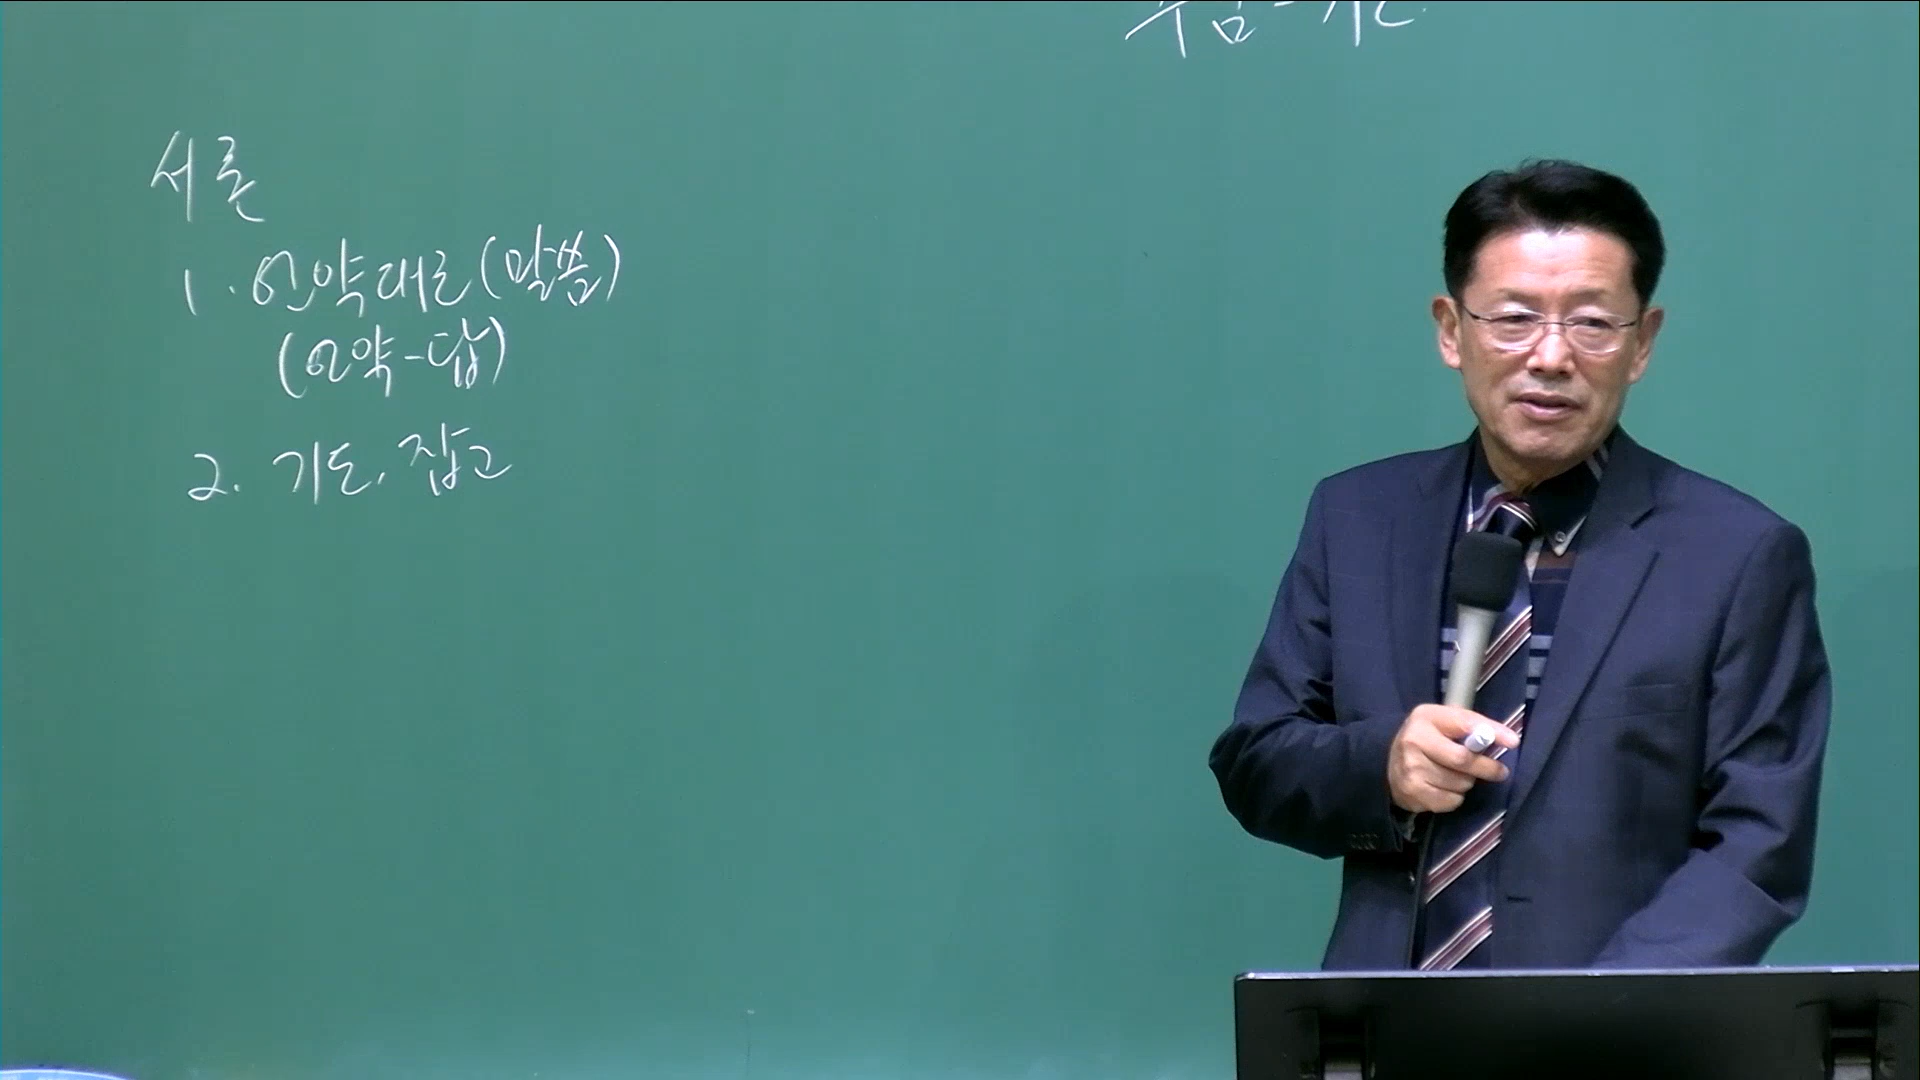 서론
1. 언약대로(말씀)
(언약-답)
2. 기도, 잡고